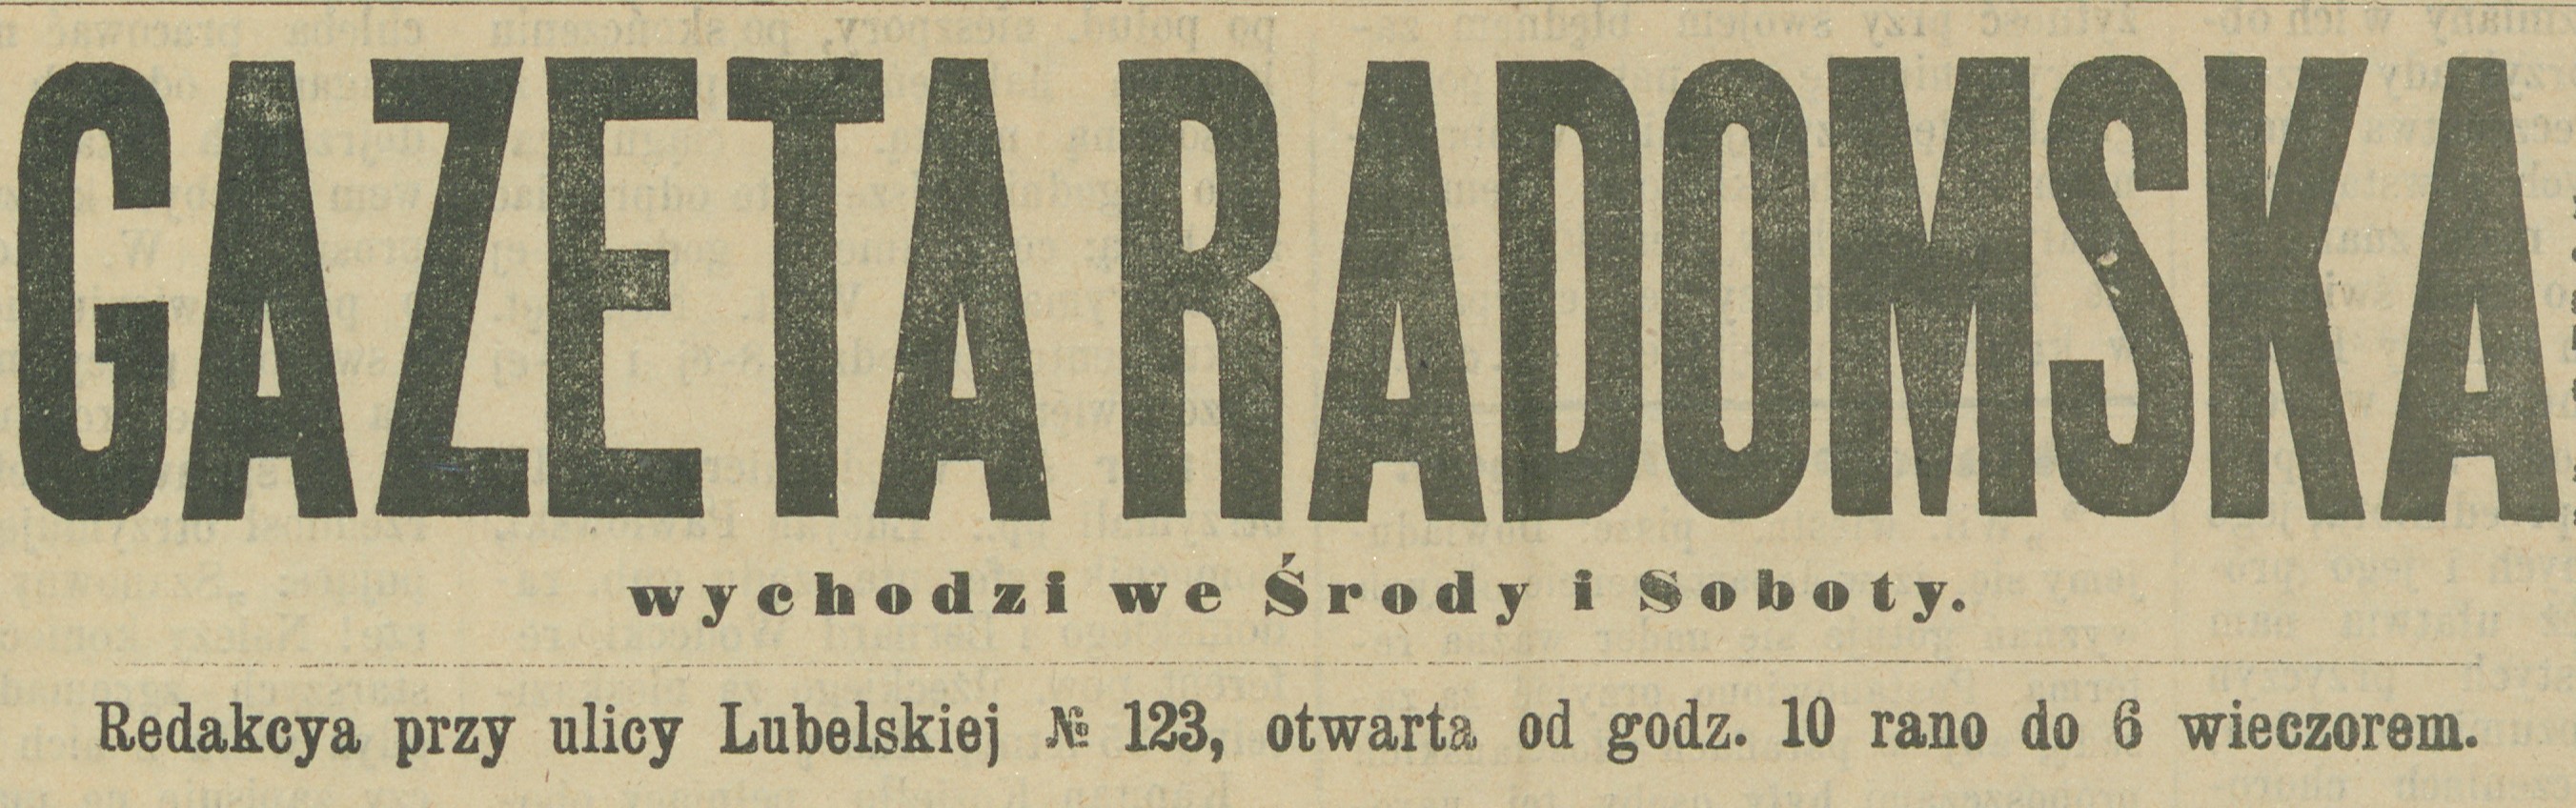 GAZETA RADOMSKA
wychodzi we Środy i Soboty.
Redakcya przy ulicy Lubelskiej № 123, otwarta od godz. 10 rano do 6 wieczorem.